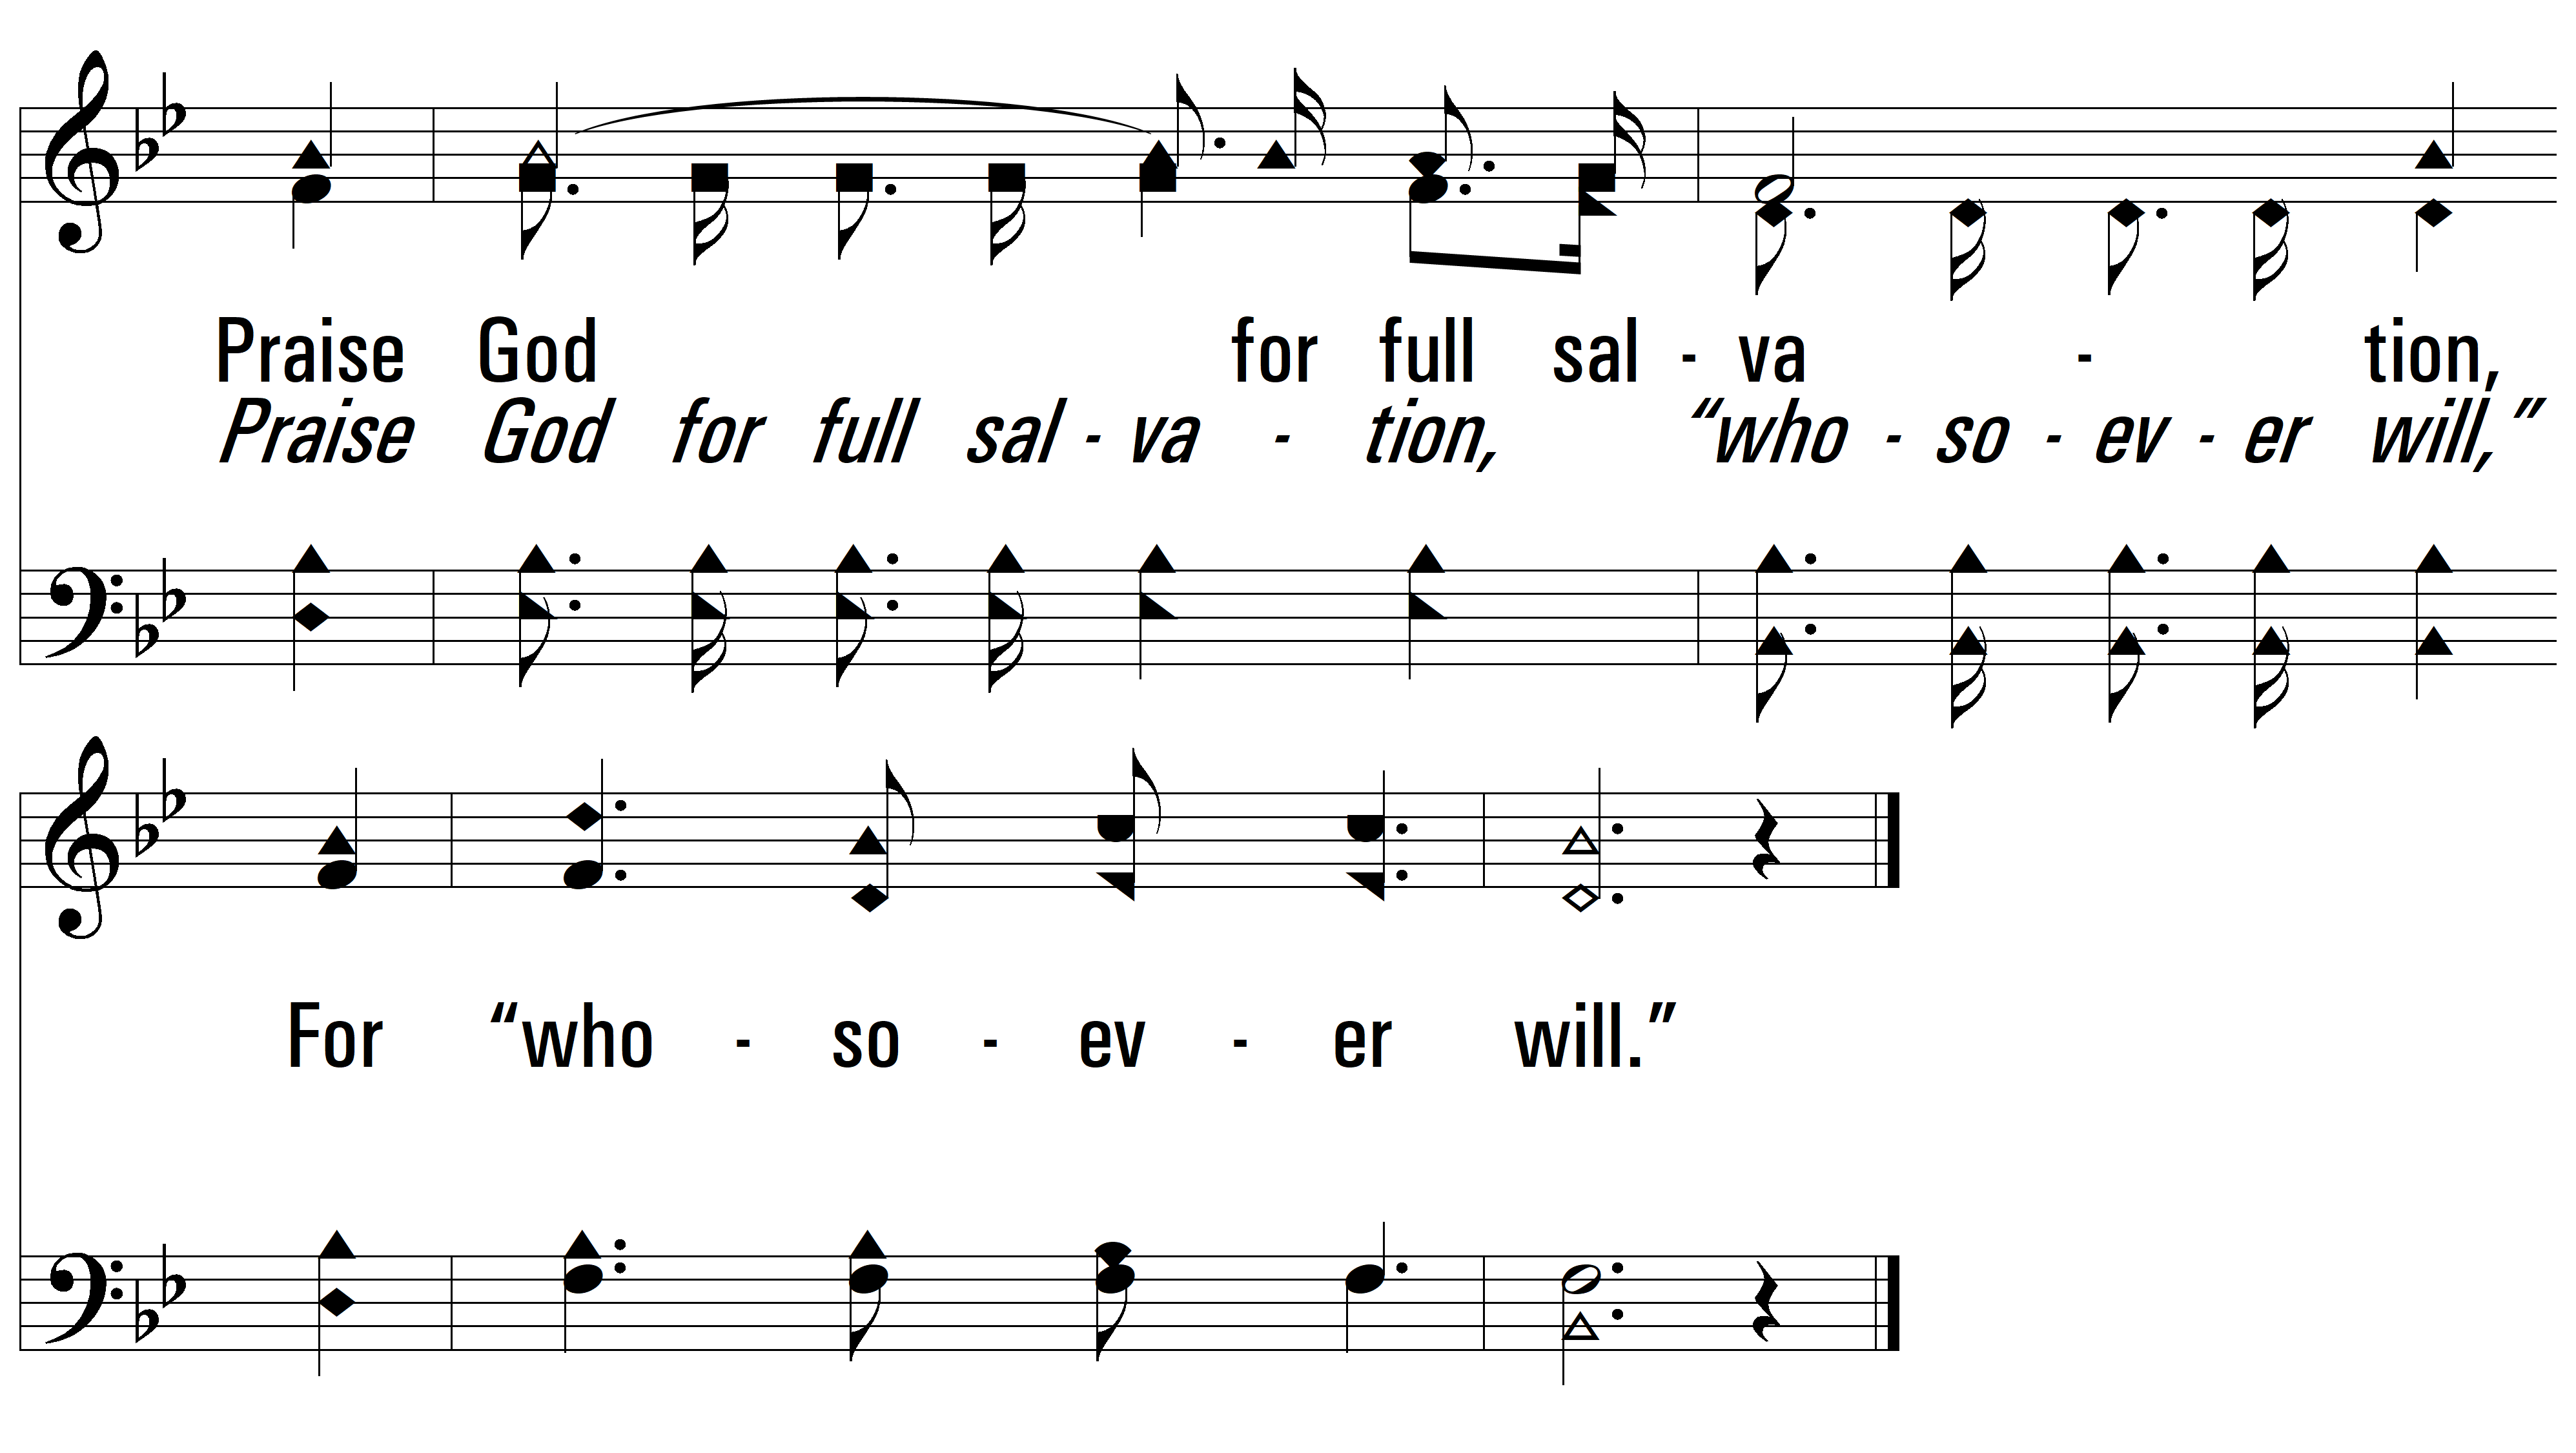 Praise God for full sal - va - tion,
Praise God for full sal - va - tion, “who - so - ev - er will,”
For “who - so - ev - er will.”